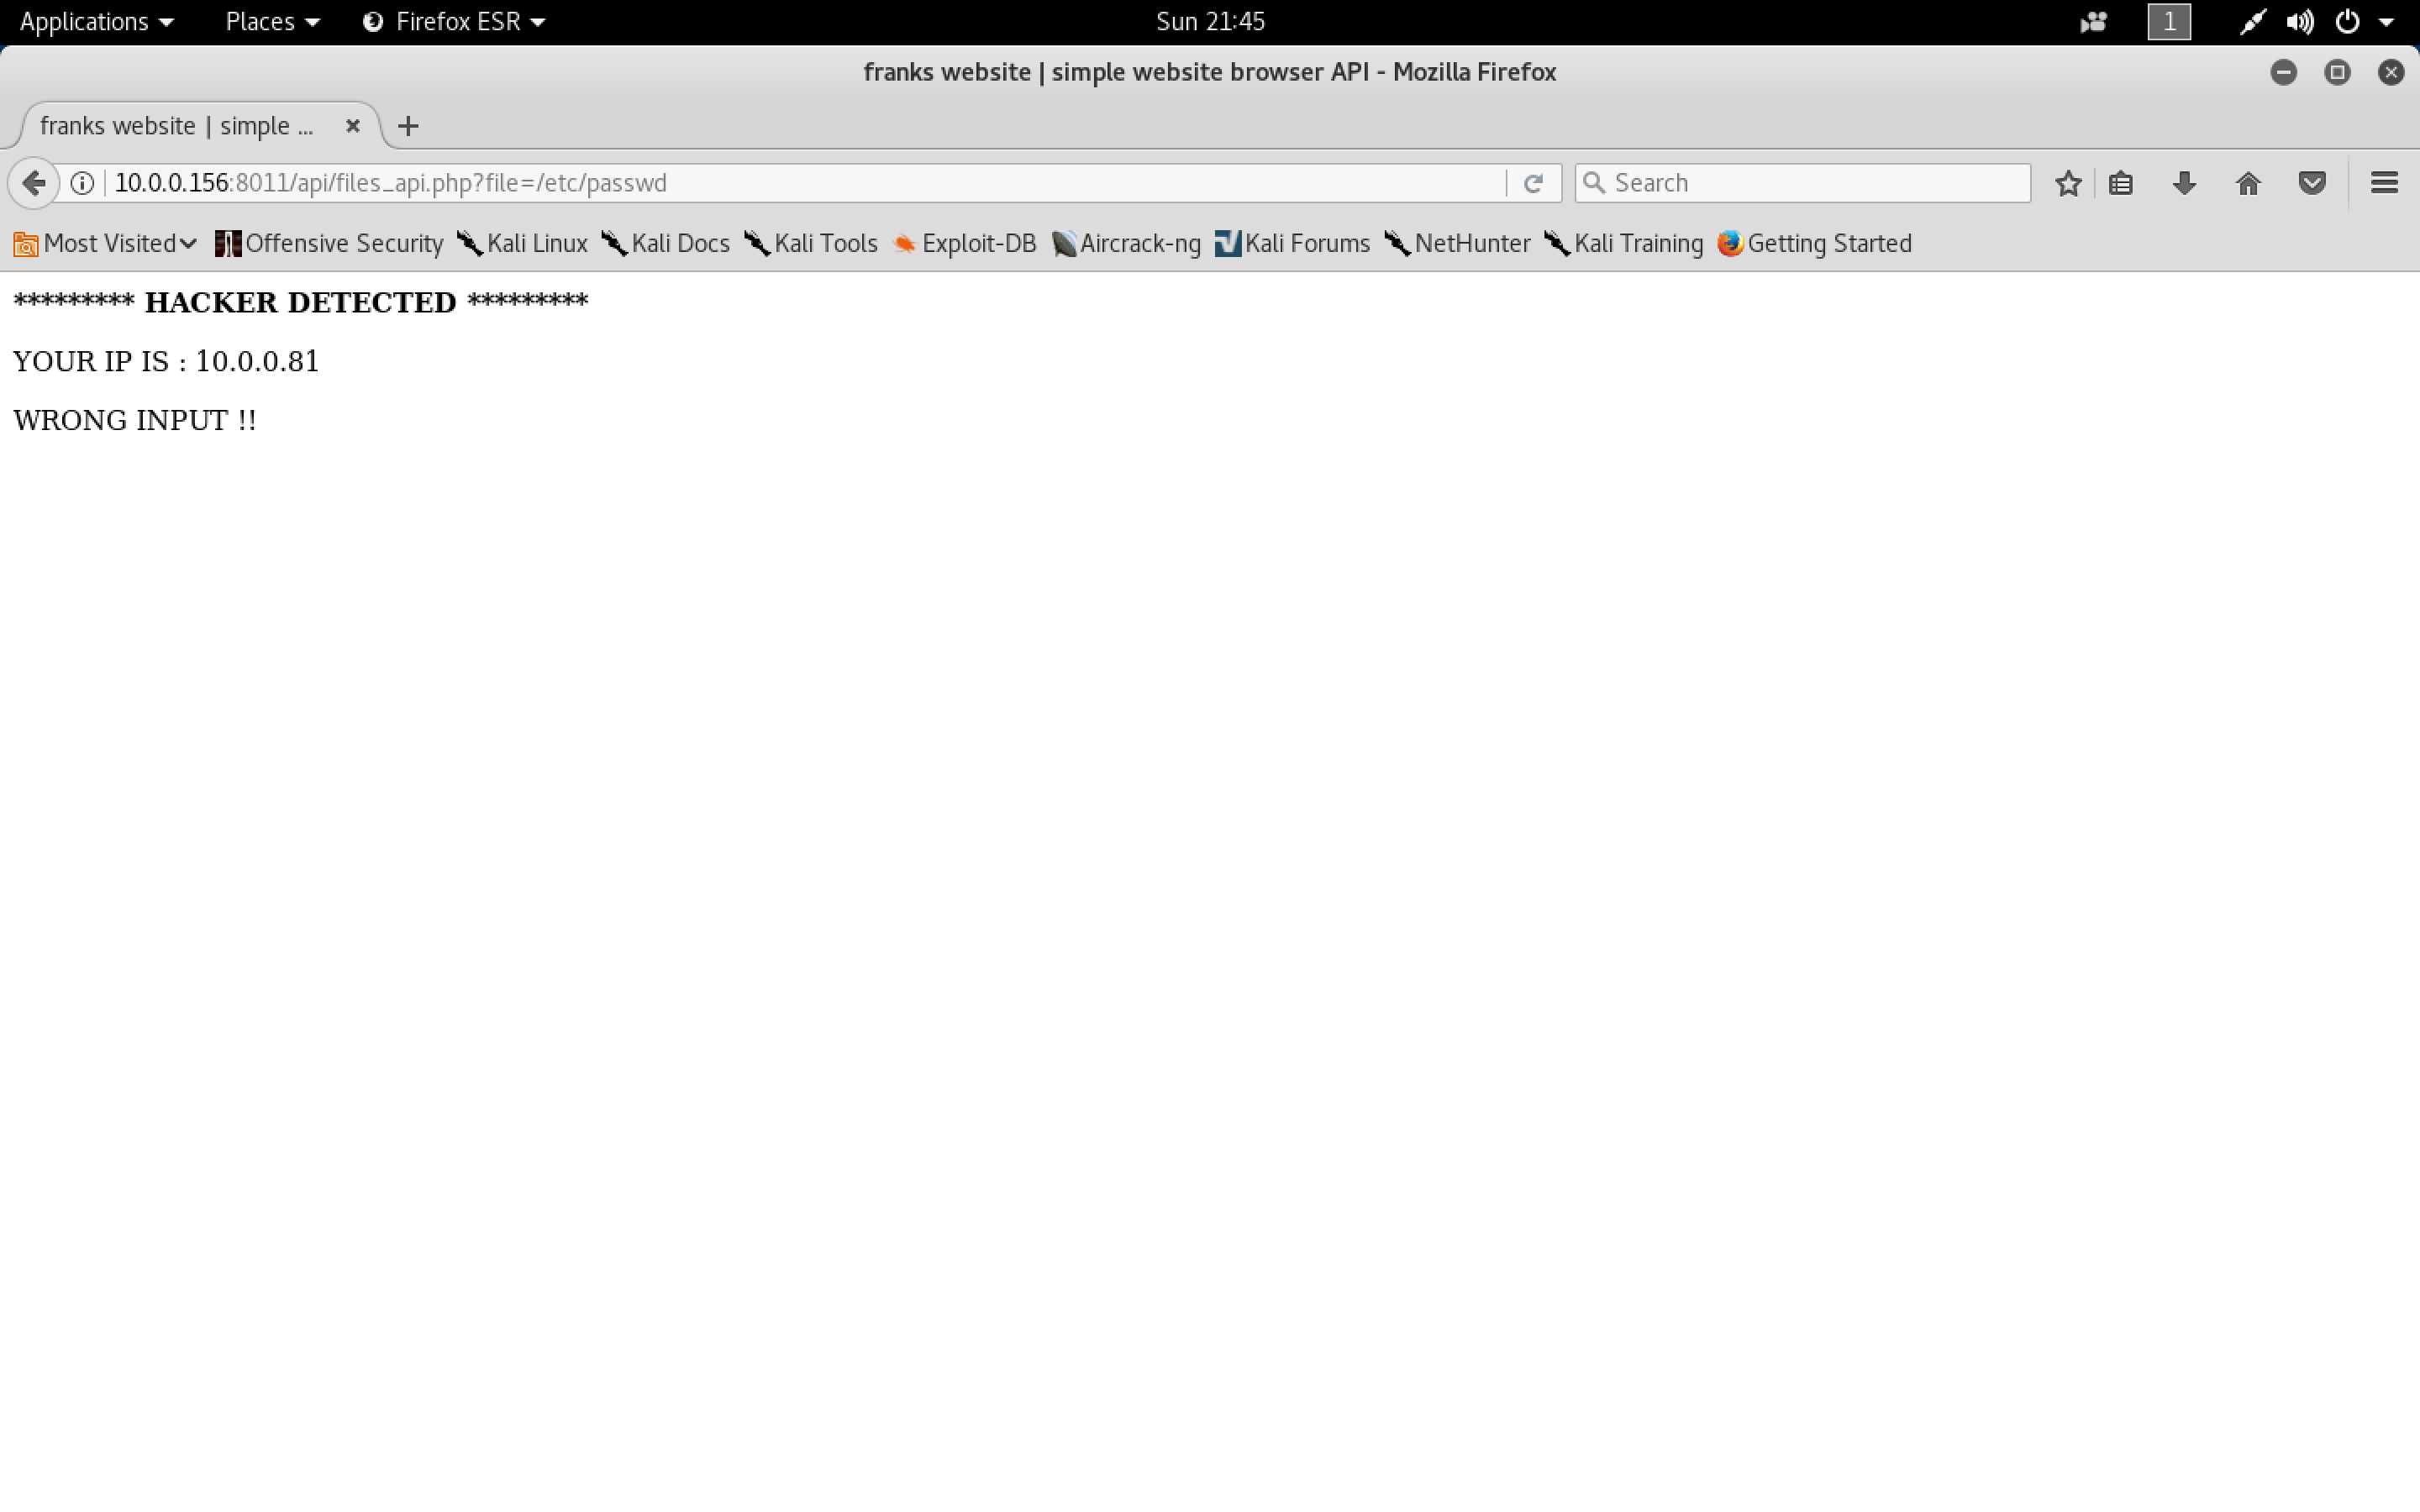 Applications Places Firefox ESR Sun 21:45 1
franks website | simple website browser API - Mozilla Firefox
franks website | simple ...
10.0.0.156:8011/api/files_api.php?file=/etc/passwd Search
Most Visited Offensive Security Kali Linux Kali Docs Kali Tools Exploit-DB Aircrack-ng Kali Forums NetHunter Kali Training Getting Started
********* HACKER DETECTED *********
YOUR IP IS : 10.0.0.81
WRONG INPUT !!